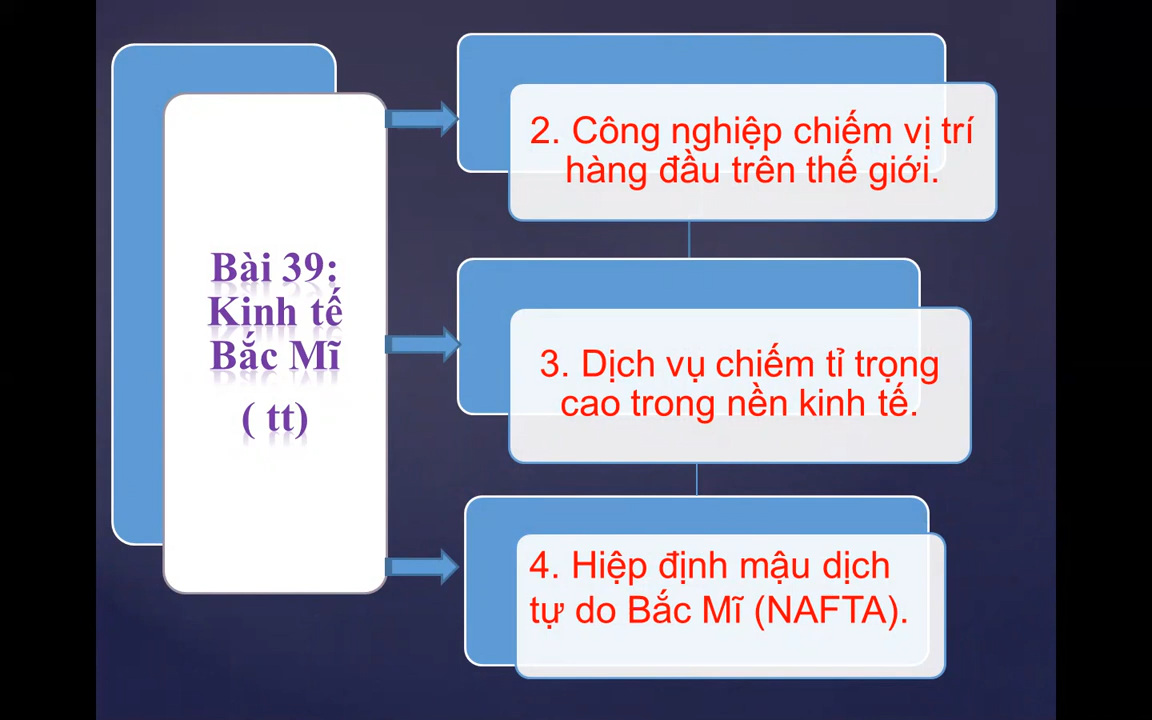 Bài 39:
Kinh tế
Bắc Mĩ
( tt)
2. Công nghiệp chiếm vị trí
hàng đầu trên thế giới.
3. Dịch vụ chiếm tỉ trọng
cao trong nền kinh tế.
4. Hiệp định mậu dịch
tự do Bắc Mĩ (NAFTA).